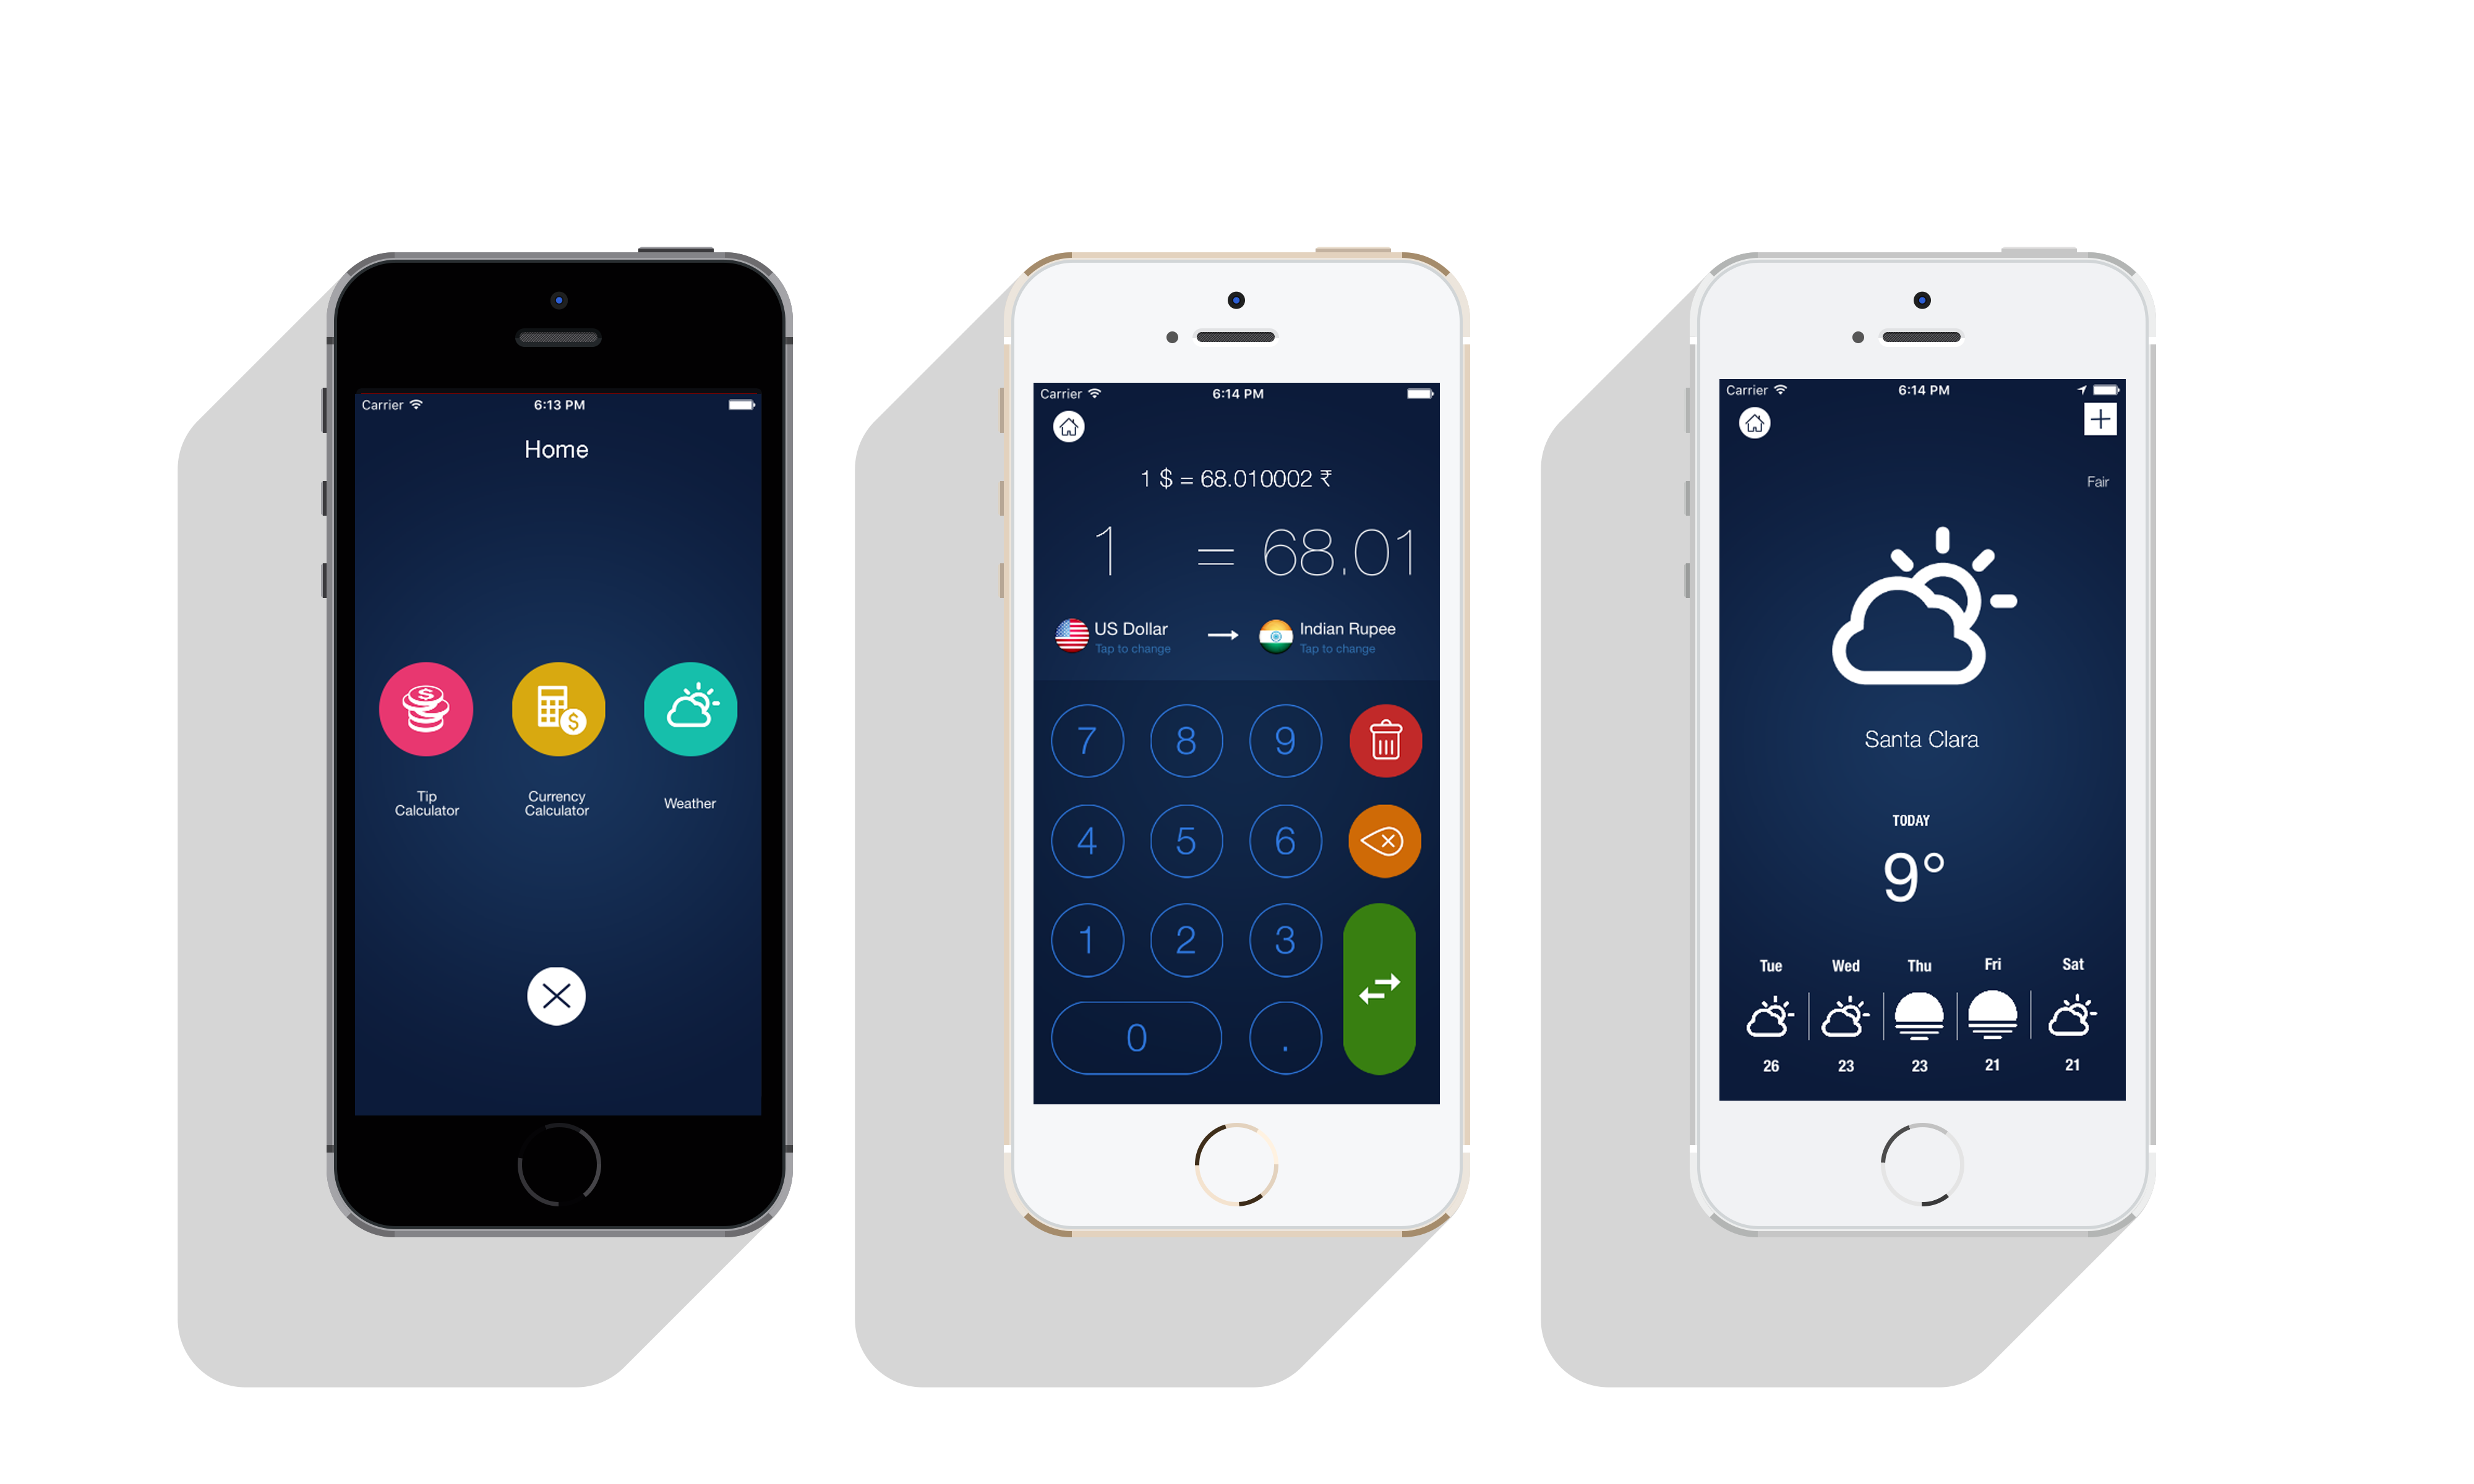 Carrier 6:13 PM
Home
Tip
Calculator
Currency
Calculator
Weather
Carrier 6:14 PM
1 $ = 68.010002 ₹
1 = 68.01
US Dollar
Tap to change
Indian Rupee
Tap to change
7 8 9
4 5 6
1 2 3
0 .
Carrier 6:14 PM
Fair
Santa Clara
TODAY
9°
Tue Wed Thu Fri Sat
26 23 23 21 21